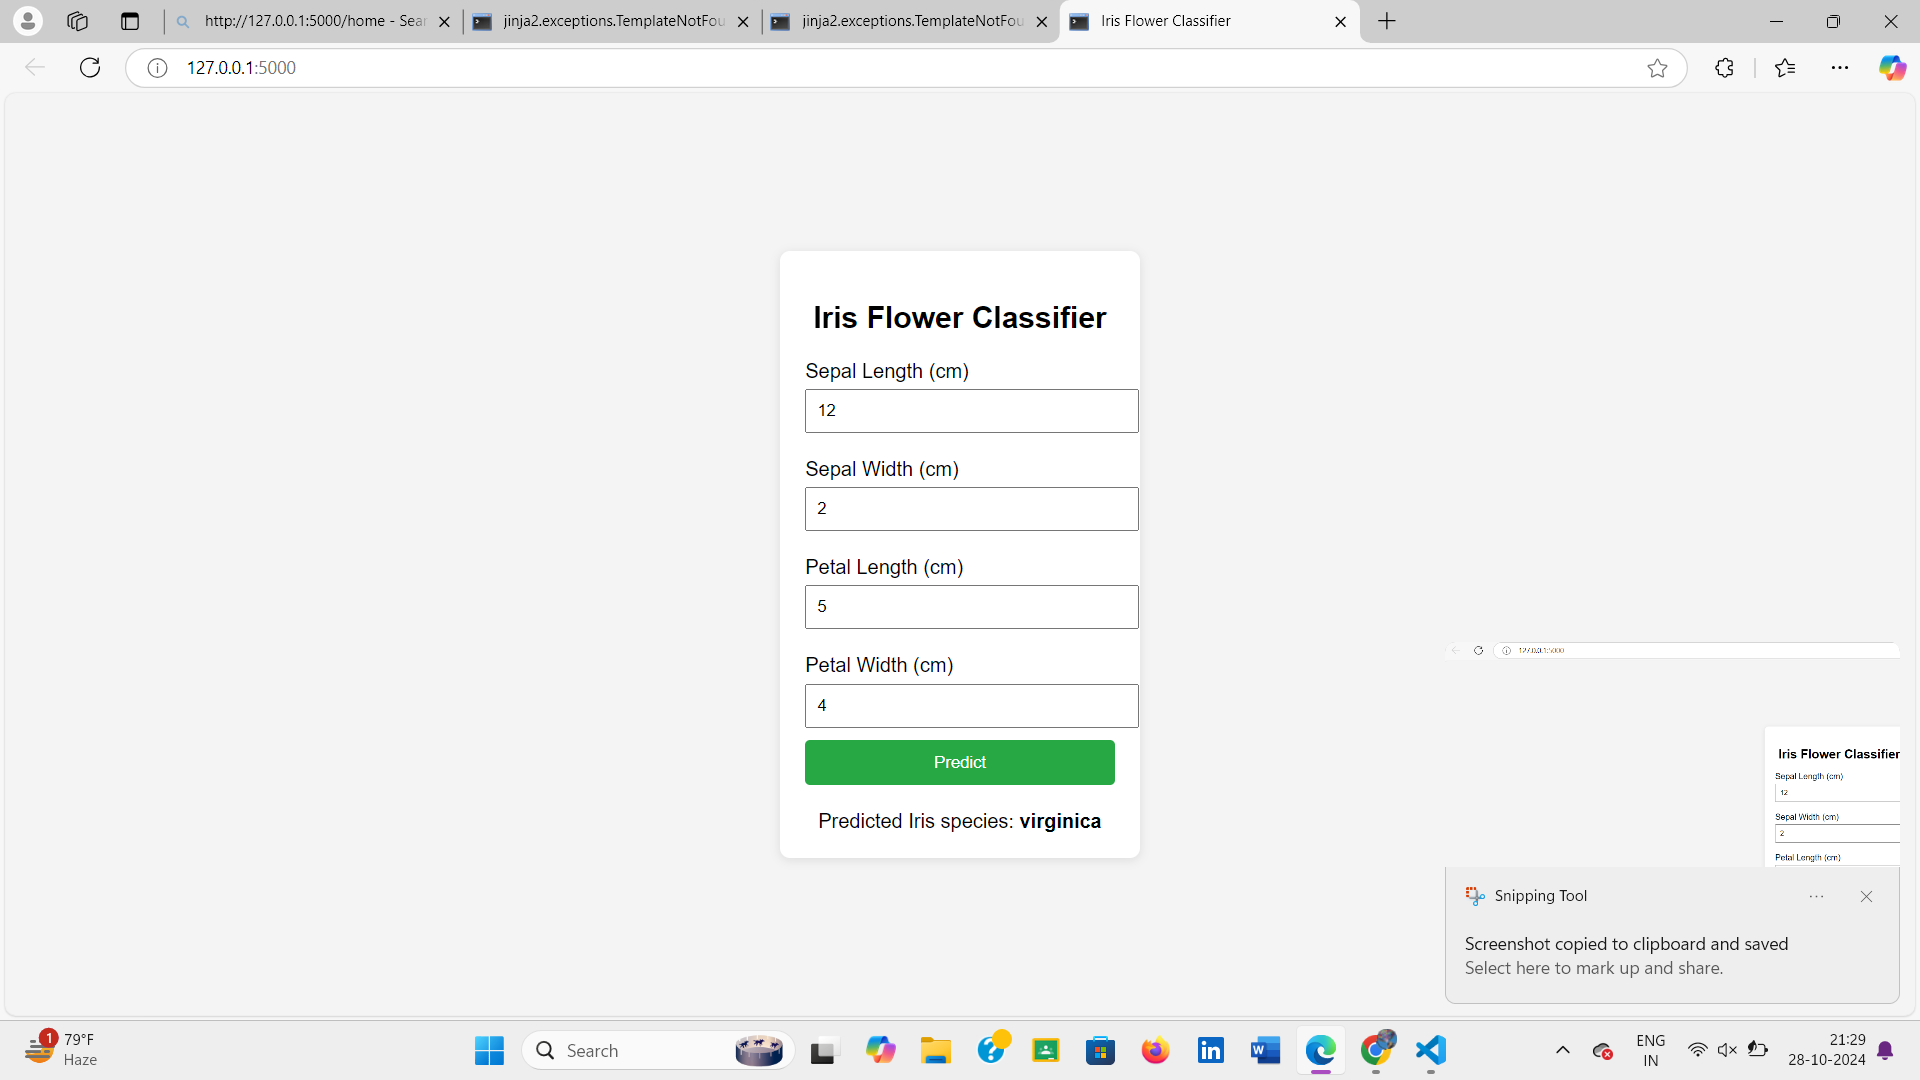 http://127.0.0.1:5000/home - Sear
jinja2.exceptions.TemplateNotFou
jinja2.exceptions.TemplateNotFou
Iris Flower Classifier
127.0.0.1:5000
Iris Flower Classifier
Sepal Length (cm)
12
Sepal Width (cm)
2
Petal Length (cm)
5
Petal Width (cm)
4
Predict
Predicted Iris species: virginica
127.0.0.1:5000
Iris Flower Classifier
Sepal Length (cm)
12
Sepal Width (cm)
2
Petal Length (cm)
Snipping Tool
Screenshot copied to clipboard and saved
Select here to mark up and share.
1
79°F
Haze
Search
ENG
IN
21:29
28-10-2024